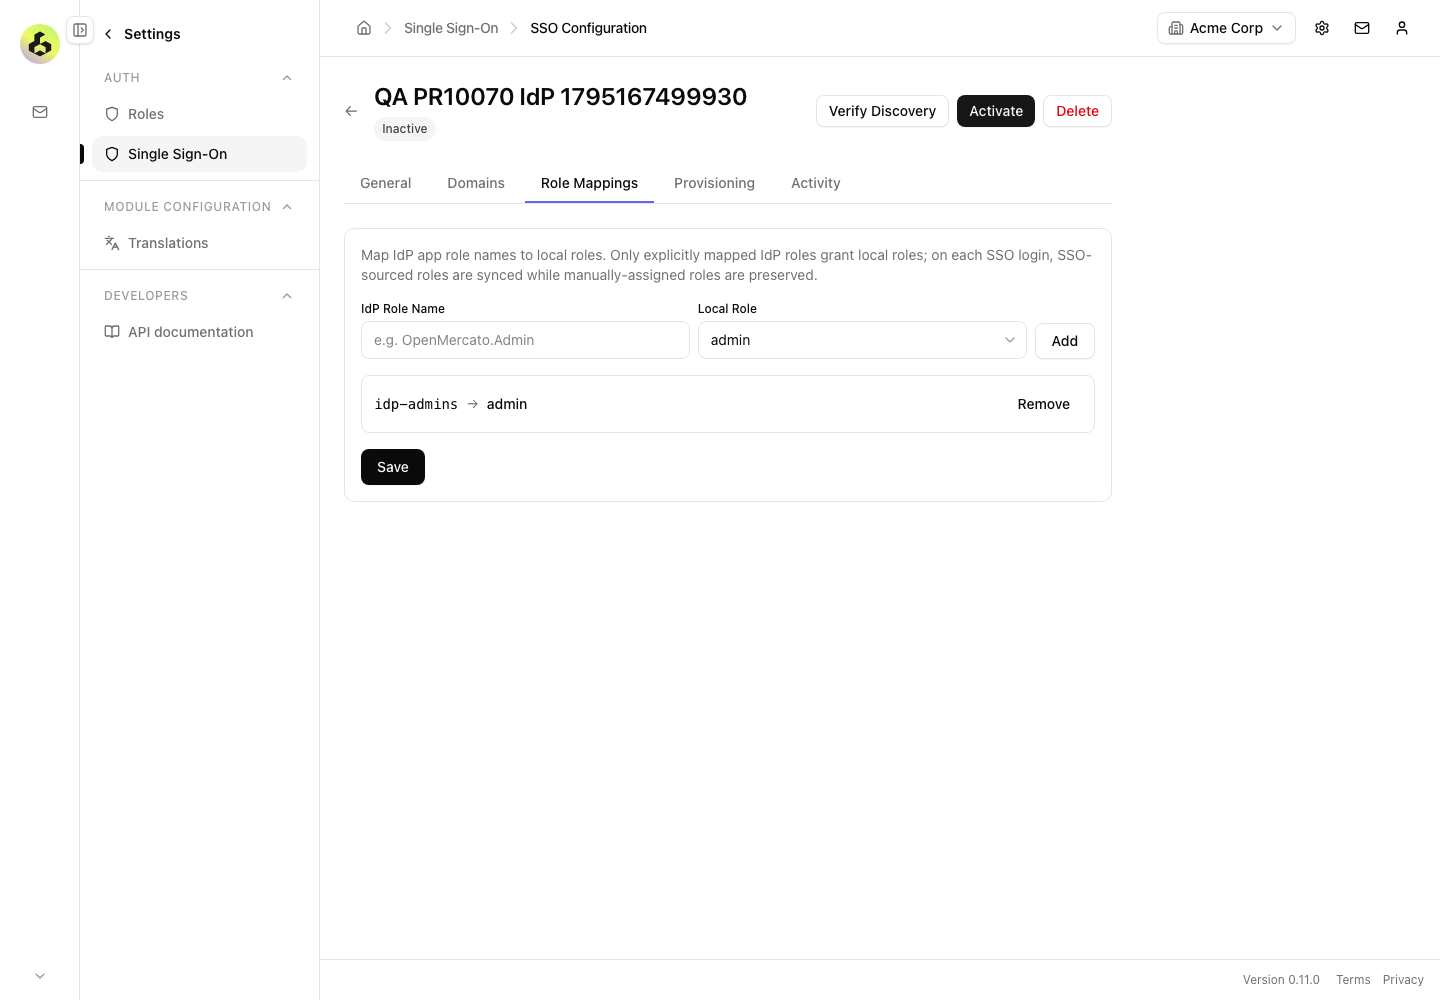 Settings
AUTH
Roles
Single Sign-On
MODULE CONFIGURATION
Translations
DEVELOPERS
API documentation
Single Sign-On
SSO Configuration
Acme Corp
QA PR10070 IdP 1795167499930
Inactive
Verify Discovery
Activate
Delete
General
Domains
Role Mappings
Provisioning
Activity
Map IdP app role names to local roles. Only explicitly mapped IdP roles grant local roles; on each SSO login, SSO-
sourced roles are synced while manually-assigned roles are preserved.
IdP Role Name
Local Role
e.g. OpenMercato.Admin
admin
Add
idp-admins → admin
Remove
Save
Version 0.11.0
Terms
Privacy